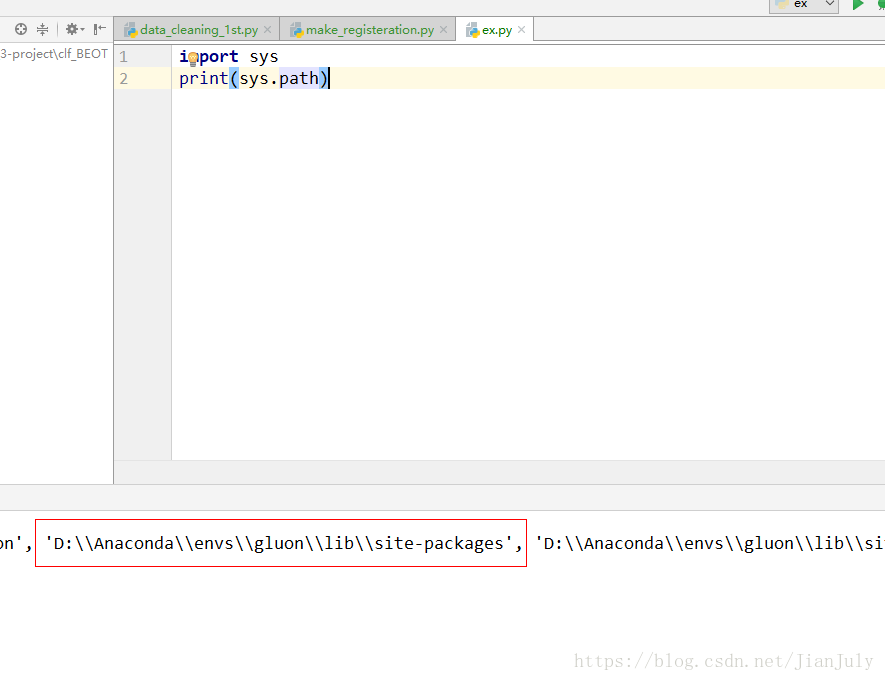 ex
data_cleaning_1st.py
make_registeration.py
ex.py
3-project\clf_BEOT
1 import sys
2 print(sys.path)
on', 'D:\\Anaconda\\envs\\gluon\\lib\\site-packages', 'D:\\Anaconda\\envs\\gluon\\lib\\si
https://blog.csdn.net/JianJuly